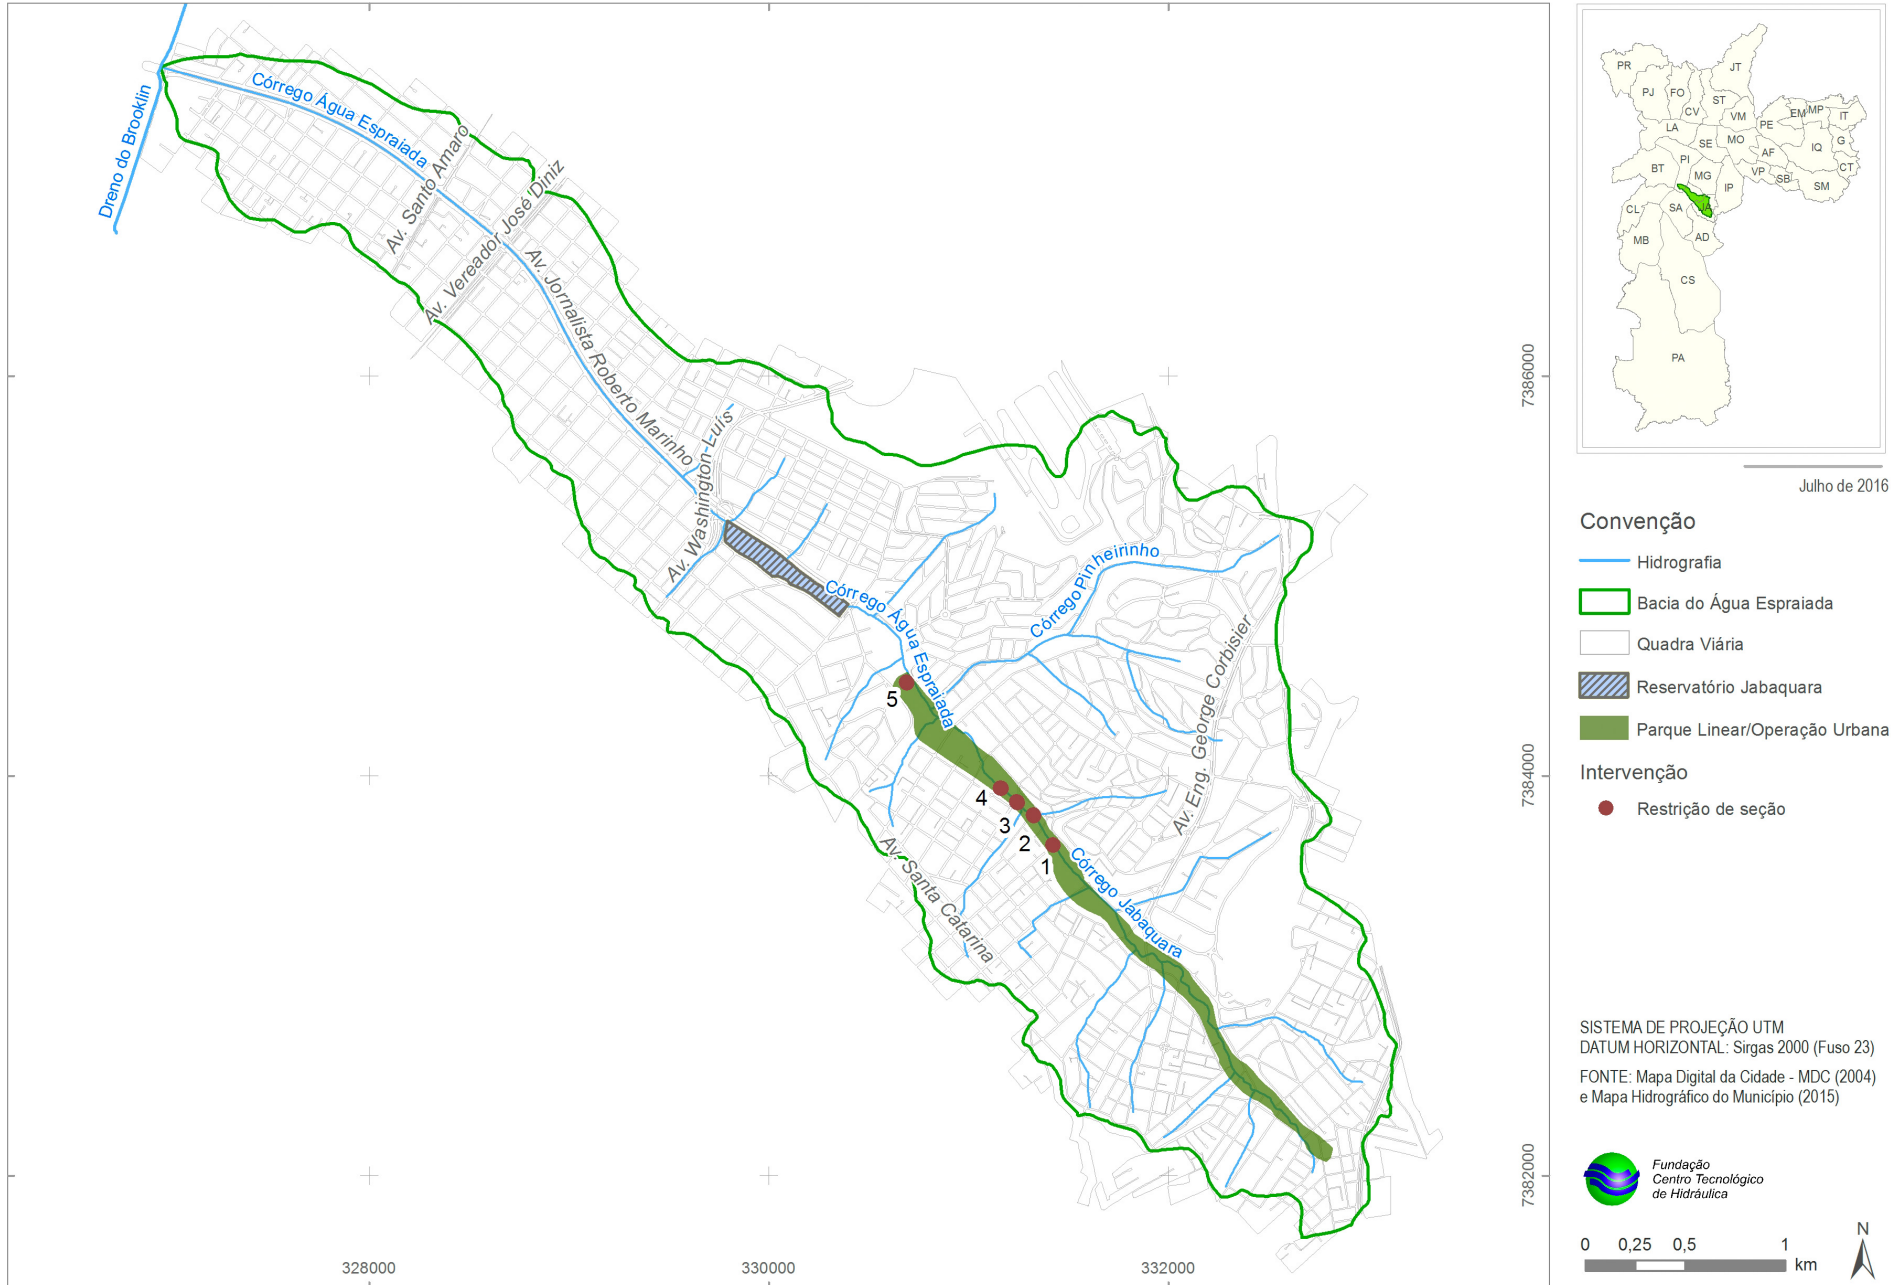 Dreno do Brooklin
Córrego Água Espraiada
Av. Santo Amaro
Av. Vereador José Diniz
Av. Jornalista Roberto Marinho
Av. Washington Luís
Córrego Água Espraiada
Córrego Pinheirinho
Av. Eng. George Corbisier
Av. Santa Catarina
Córrego Jabaquara
5
4
3
2
1
7386000
7384000
7382000
328000
330000
332000
PR
JT
PJ
FO
CV
ST
VM
EM
MP
IT
LA
SE
MO
PE
AF
IQ
G
CT
BT
PI
MG
IP
VP
SB
SM
CL
SA
JA
MB
AD
CS
PA
Julho de 2016
Convenção
Hidrografia
Bacia do Água Espraiada
Quadra Viária
Reservatório Jabaquara
Parque Linear/Operação Urbana
Intervenção
Restrição de seção
SISTEMA DE PROJEÇÃO UTM
DATUM HORIZONTAL: Sirgas 2000 (Fuso 23)
FONTE: Mapa Digital da Cidade - MDC (2004)
e Mapa Hidrográfico do Município (2015)
Fundação
Centro Tecnológico
de Hidráulica
N
0 0,25 0,5 1 km